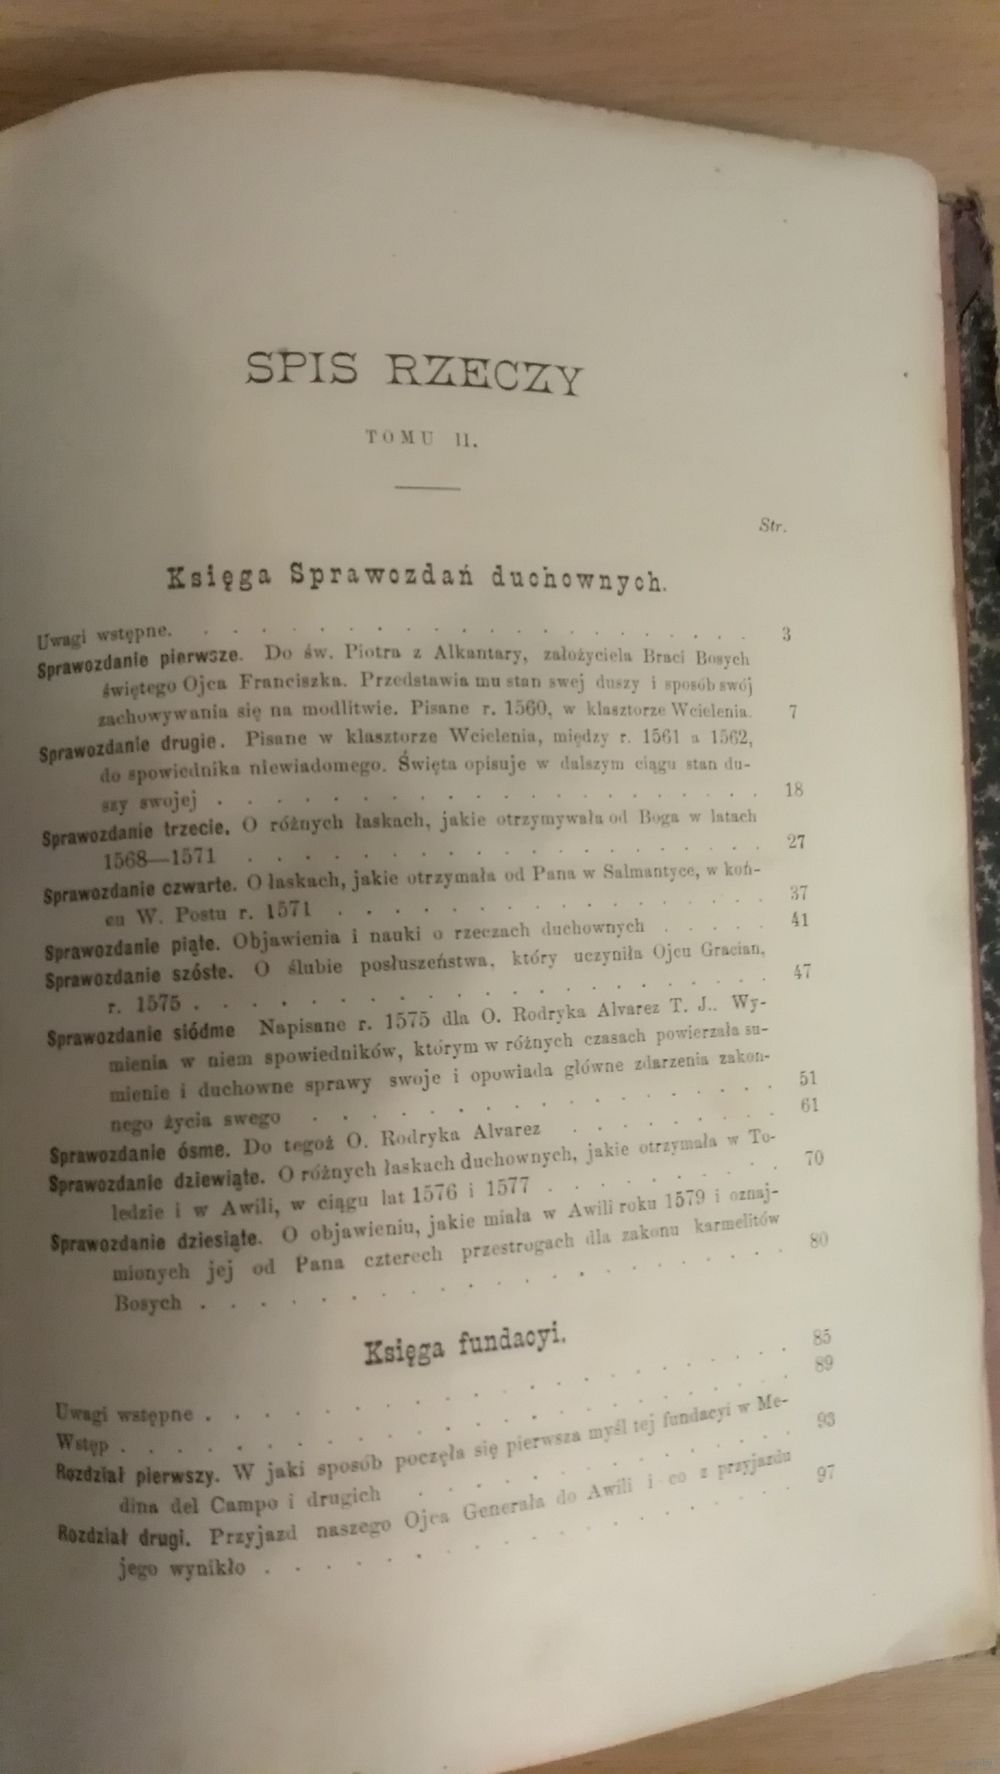 SPIS RZECZY
TOMU II.
Str.
Księga Sprawozdań duchownych.
Uwagi wstępne. . . . . . . . . . . . . . . . . . . . 3
Sprawozdanie pierwsze. Do św. Piotra z Alkantary, założyciela Braci Bosych
świętego Ojca Franciszka. Przedstawia mu stan swej duszy i sposób swój
zachowywania się na modlitwie. Pisane r. 1560, w klasztorze Wcielenia. 7
Sprawozdanie drugie. Pisane w klasztorze Wcielenia, między r. 1561 a 1562,
do spowiednika niewiadomego. Święta opisuje w dalszym ciągu stan du-
szy swojej . . . . . . . . . . . . . . . . . . . 18
Sprawozdanie trzecie. O różnych łaskach, jakie otrzymywała od Boga w latach
1568—1571 . . . . . . . . . . . . . . . . . . 27
Sprawozdanie czwarte. O łaskach, jakie otrzymała od Pana w Salmantyce, w koń-
cu W. Postu r. 1571 . . . . . . . . . . . . . . . 37
Sprawozdanie piąte. Objawienia i nauki o rzeczach duchownych . . . . . 41
Sprawozdanie szóste. O ślubie posłuszeństwa, który uczyniła Ojcu Gracian,
r. 1575 . . . . . . . . . . . . . . . . . . . . 47
Sprawozdanie siódme Napisane r. 1575 dla O. Rodryka Alvarez T. J.. Wy-
mienia w niem spowiedników, którym w różnych czasach powierzała su-
mienie i duchowne sprawy swoje i opowiada główne zdarzenia zakon-
nego życia swego . . . . . . . . . . . . . . . . 51
Sprawozdanie ósme. Do tegoż O. Rodryka Alvarez . . . . . . . 61
Sprawozdanie dziewiąte. O różnych łaskach duchownych, jakie otrzymała w To-
ledzie i w Awili, w ciągu lat 1576 i 1577 . . . . . . . . 70
Sprawozdanie dziesiąte. O objawieniu, jakie miała w Awili roku 1579 i oznaj-
mionych jej od Pana czterech przestrogach dla zakonu karmelitów
Bosych . . . . . . . . . . . . . . . . . . . . 80
Księga fundacyi.
Uwagi wstępne . . . . . . . . . . . . . . . . . . . 85
Wstęp . . . . . . . . . . . . . . . . . . . . . . 89
Rozdział pierwszy. W jaki sposób poczęła się pierwsza myśl tej fundacyi w Me-
dina del Campo i drugich . . . . . . . . . . . . . 93
Rozdział drugi. Przyjazd naszego Ojca Generała do Awili i co z przyjazdu
jego wynikło . . . . . . . . . . . . . . . . . . 97